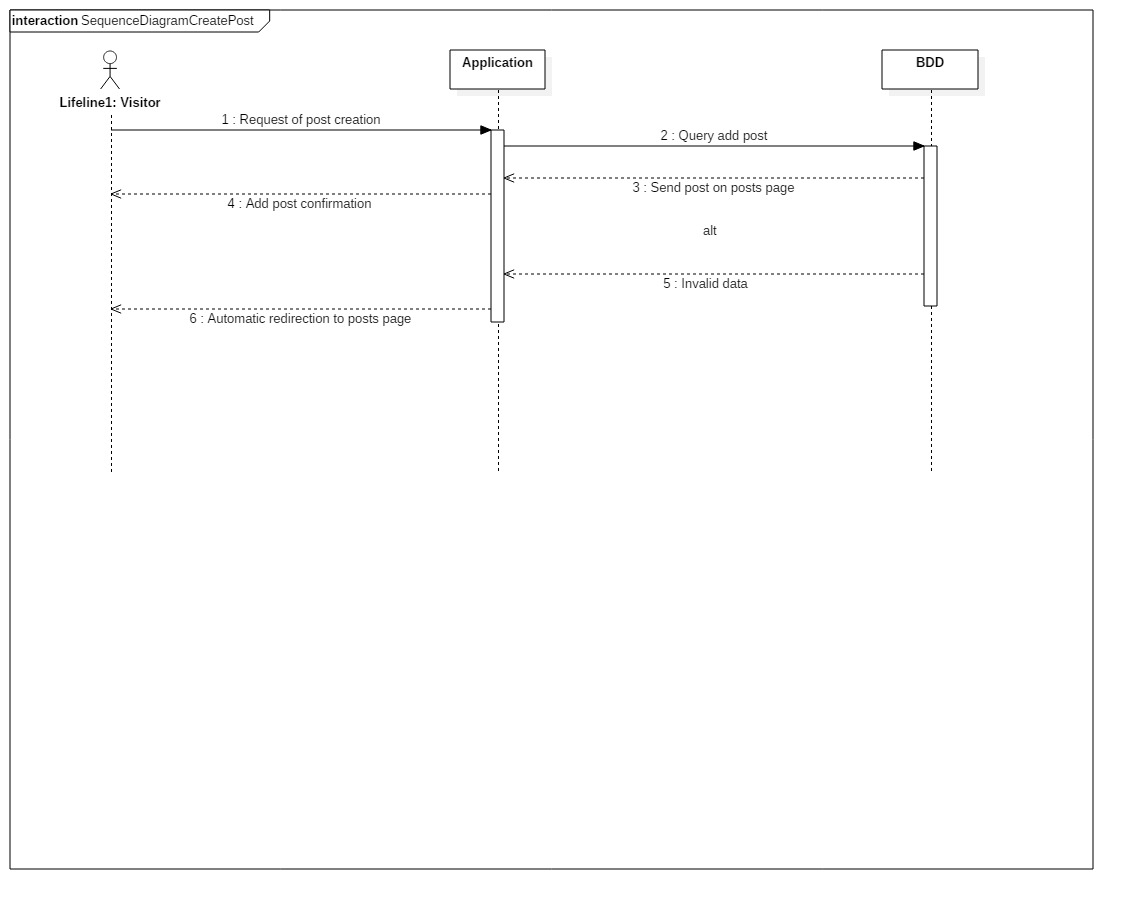 interaction SequenceDiagramCreatePost
Application
BDD
Lifeline1: Visitor
1 : Request of post creation
2 : Query add post
3 : Send post on posts page
4 : Add post confirmation
alt
5 : Invalid data
6 : Automatic redirection to posts page